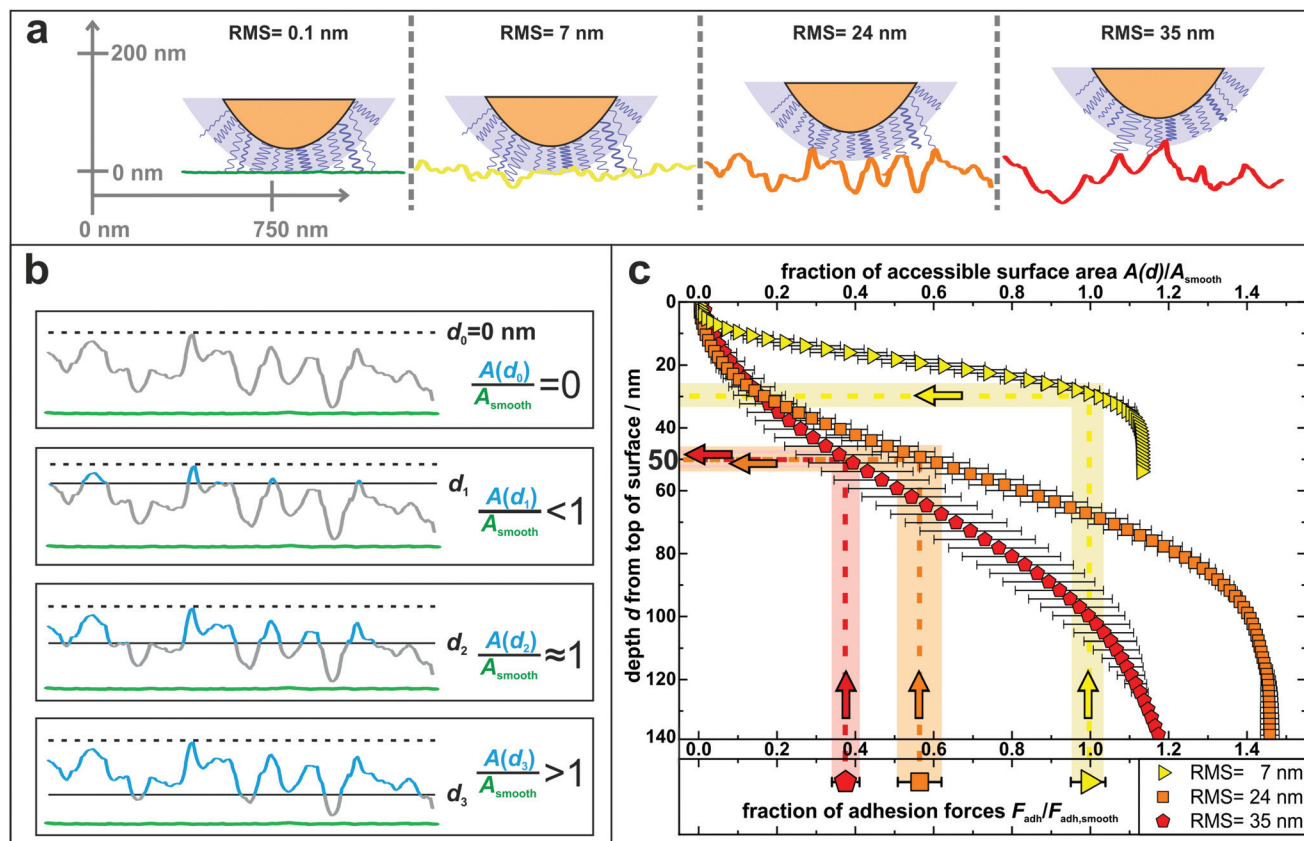 a
RMS= 0.1 nm
RMS= 7 nm
RMS= 24 nm
RMS= 35 nm
200 nm
0 nm
0 nm
750 nm
b
d₀=0 nm
A(d₀)
=0
Asmooth
d₁
A(d₁)
<1
Asmooth
d₂
A(d₂)
≈1
Asmooth
d₃
A(d₃)
>1
Asmooth
c
fraction of accessible surface area A(d)/Asmooth
0.0 0.2 0.4 0.6 0.8 1.0 1.2 1.4
depth d from top of surface / nm
0
20
40
50
60
80
100
120
140
0.0 0.2 0.4 0.6 0.8 1.0 1.2 1.4
fraction of adhesion forces Fadh/Fadh,smooth
RMS= 7 nm
RMS= 24 nm
RMS= 35 nm